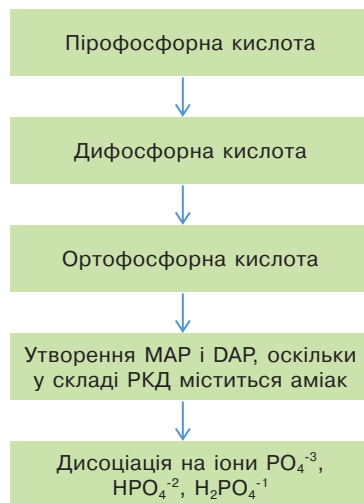 Пірофосфорна кислота
Дифосфорна кислота
Ортофосфорна кислота
Утворення МАР і DAP, оскільки
у складі РКД міститься аміак
Дисоціація на іони PO₄⁻³,
HPO₄⁻², H₂PO₄⁻¹